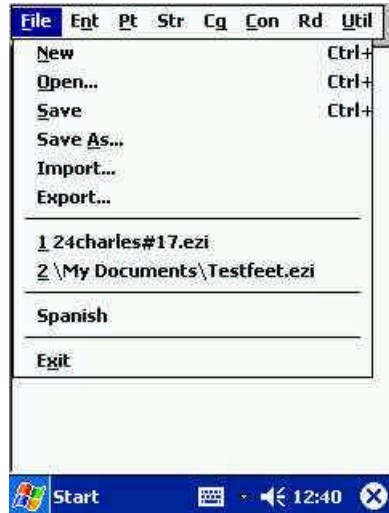 File Ent Pt Str Cg Con Rd Util
New Ctrl+
Open... Ctrl+
Save Ctrl+
Save As...
Import...
Export...
1 24charles#17.ezi
2 \My Documents\Testfeet.ezi
Spanish
Exit
Start 12:40